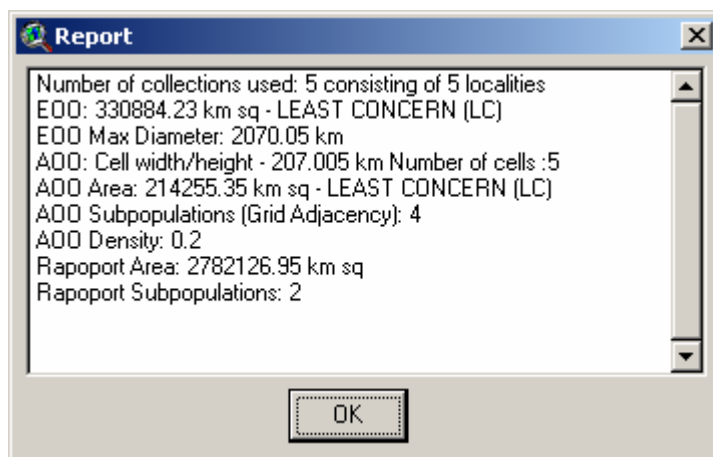 Report
Number of collections used: 5 consisting of 5 localities
EOO: 330884.23 km sq - LEAST CONCERN (LC)
EOO Max Diameter: 2070.05 km
AOO: Cell width/height - 207.005 km Number of cells :5
AOO Area: 214255.35 km sq - LEAST CONCERN (LC)
AOO Subpopulations (Grid Adjacency): 4
AOO Density: 0.2
Rapoport Area: 2782126.95 km sq
Rapoport Subpopulations: 2
OK